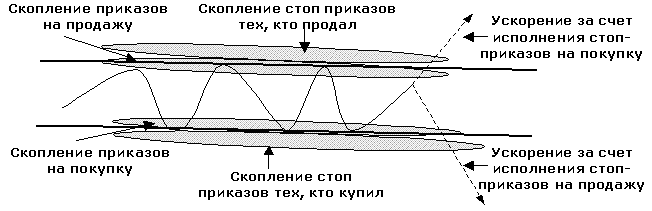 Скопление приказов
на продажу
Скопление стоп приказов
тех, кто продал
Ускорение за счет
исполнения стоп-
приказов на покупку
Скопление приказов
на покупку
Скопление стоп
приказов тех, кто купил
Ускорение за счет
исполнения стоп-
приказов на продажу